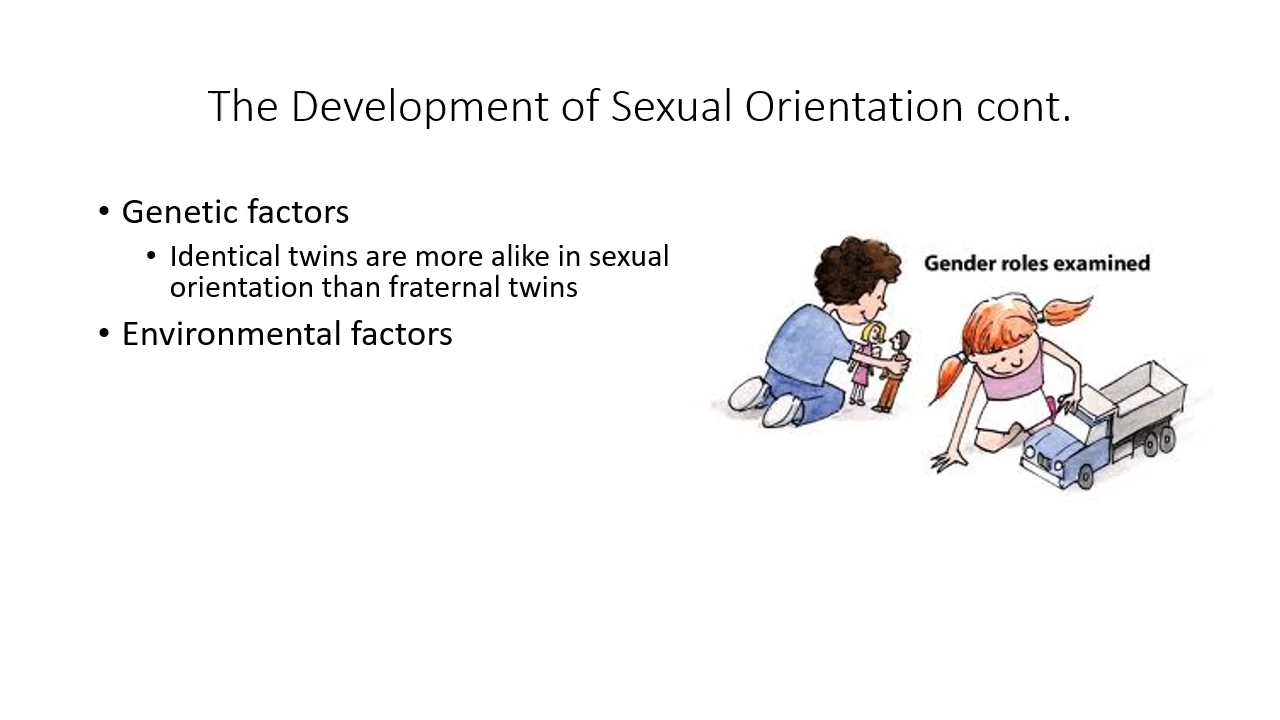 The Development of Sexual Orientation cont.
• Genetic factors
• Identical twins are more alike in sexual
orientation than fraternal twins
• Environmental factors
Gender roles examined